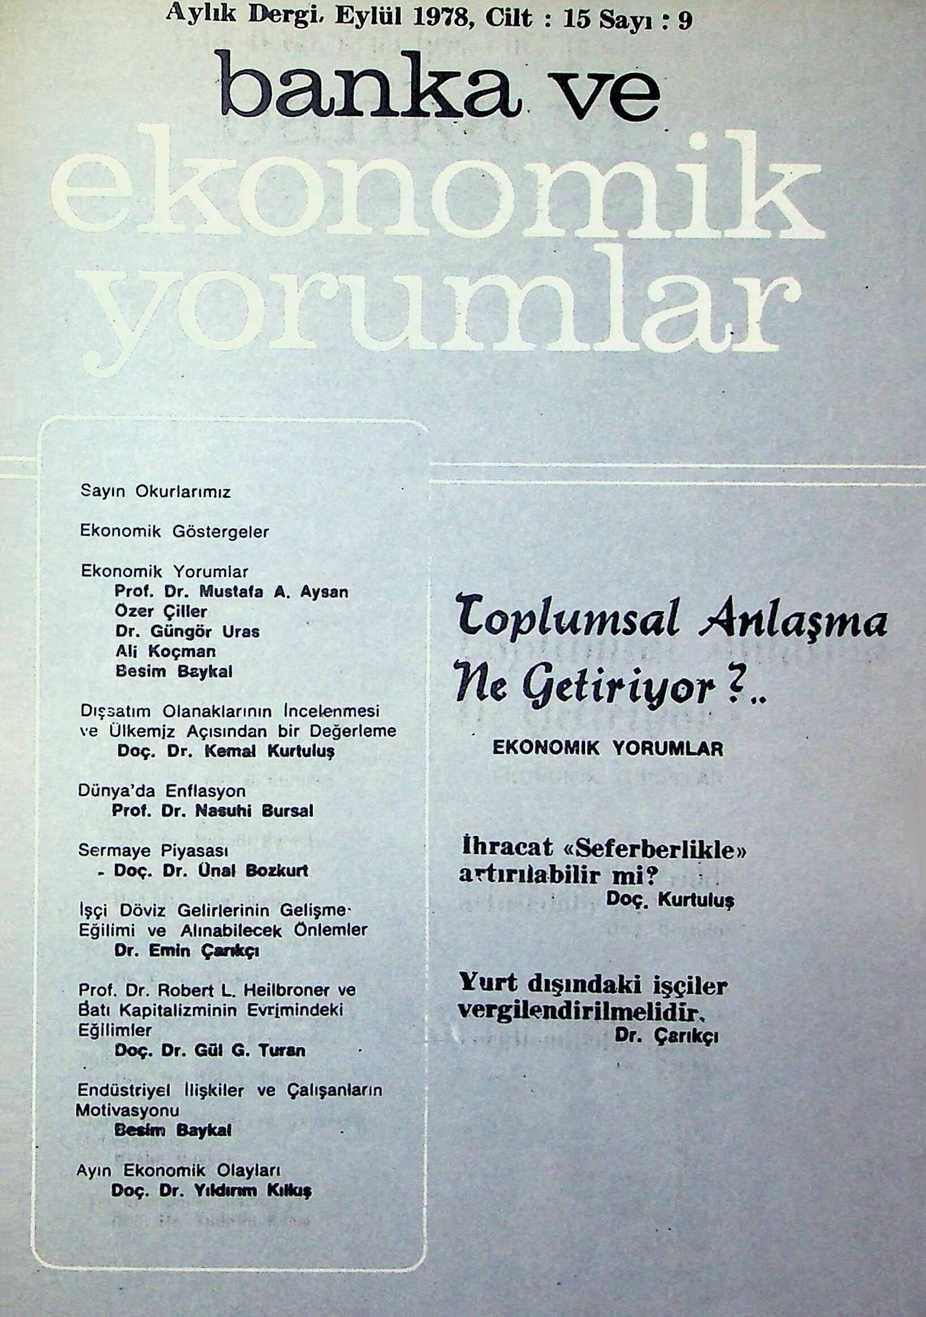 Aylık Dergi, Eylül 1978, Cilt : 15 Sayı : 9
banka ve
ekonomik
yorumlar
Sayın Okurlarımız
Ekonomik Göstergeler
Ekonomik Yorumlar
Prof. Dr. Mustafa A. Aysan
Özer Çiller
Dr. Güngör Uras
Ali Koçman
Besim Baykal
Dışsatım Olanaklarının İncelenmesi
ve Ülkemiz Açısından bir Değerleme
Doç. Dr. Kemal Kurtuluş
Dünya'da Enflasyon
Prof. Dr. Nasuhi Bursal
Sermaye Piyasası
Doç. Dr. Ünal Bozkurt
İşçi Döviz Gelirlerinin Gelişme
Eğilimi ve Alınabilecek Önlemler
Dr. Emin Çarıkçı
Prof. Dr. Robert L. Heilbroner ve
Batı Kapitalizminin Evrimindeki
Eğilimler
Doç. Dr. Gül G. Turan
Endüstriyel İlişkiler ve Çalışanların
Motivasyonu
Besim Baykal
Ayın Ekonomik Olayları
Doç. Dr. Yıldırım Kılkış
Toplumsal Anlaşma
Ne Getiriyor ?..
EKONOMIK YORUMLAR
İhracat «Seferberlikle»
artırılabilir mi?
Doç. Kurtuluş
Yurt dışındaki işçiler
vergilendirilmelidir.
Dr. Çarıkçı